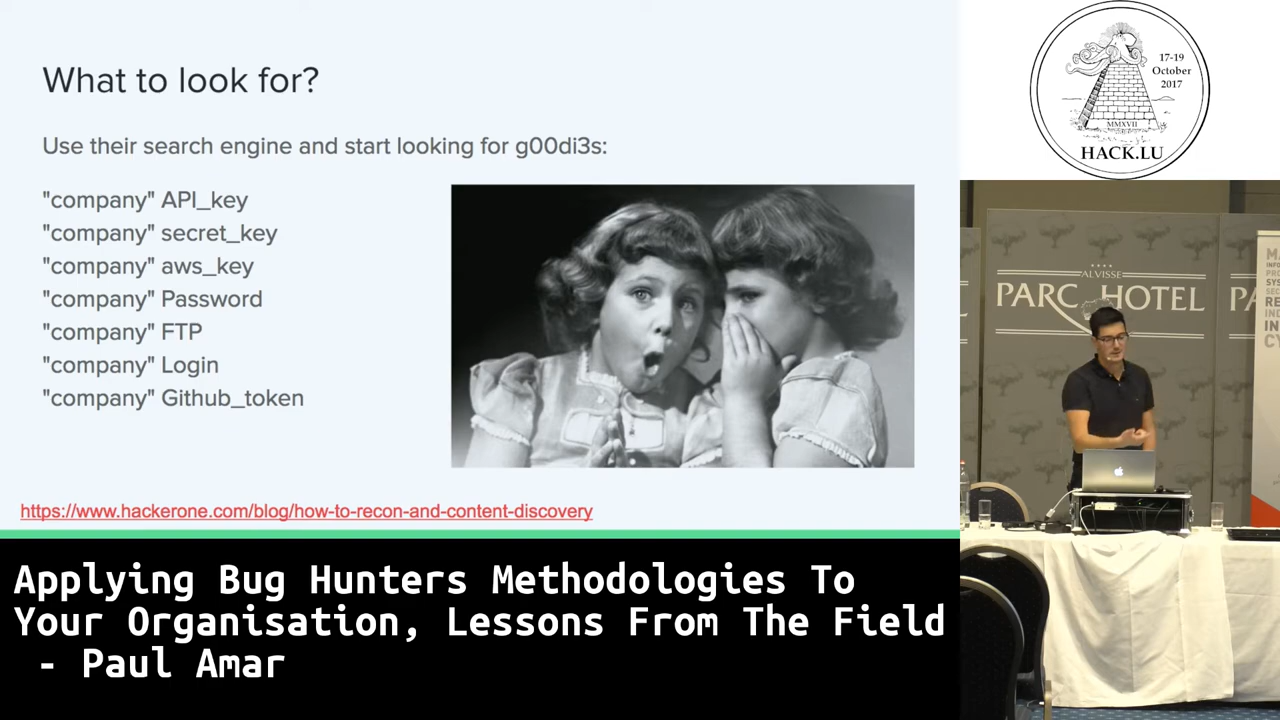 What to look for?
Use their search engine and start looking for g00di3s:
"company" API_key
"company" secret_key
"company" aws_key
"company" Password
"company" FTP
"company" Login
"company" Github_token
https://www.hackerone.com/blog/how-to-recon-and-content-discovery
Applying Bug Hunters Methodologies To
Your Organisation, Lessons From The Field
- Paul Amar
17-19
October
2017
MMXVII
HACK.LU
ALVISSE
PARC HOTEL
PA